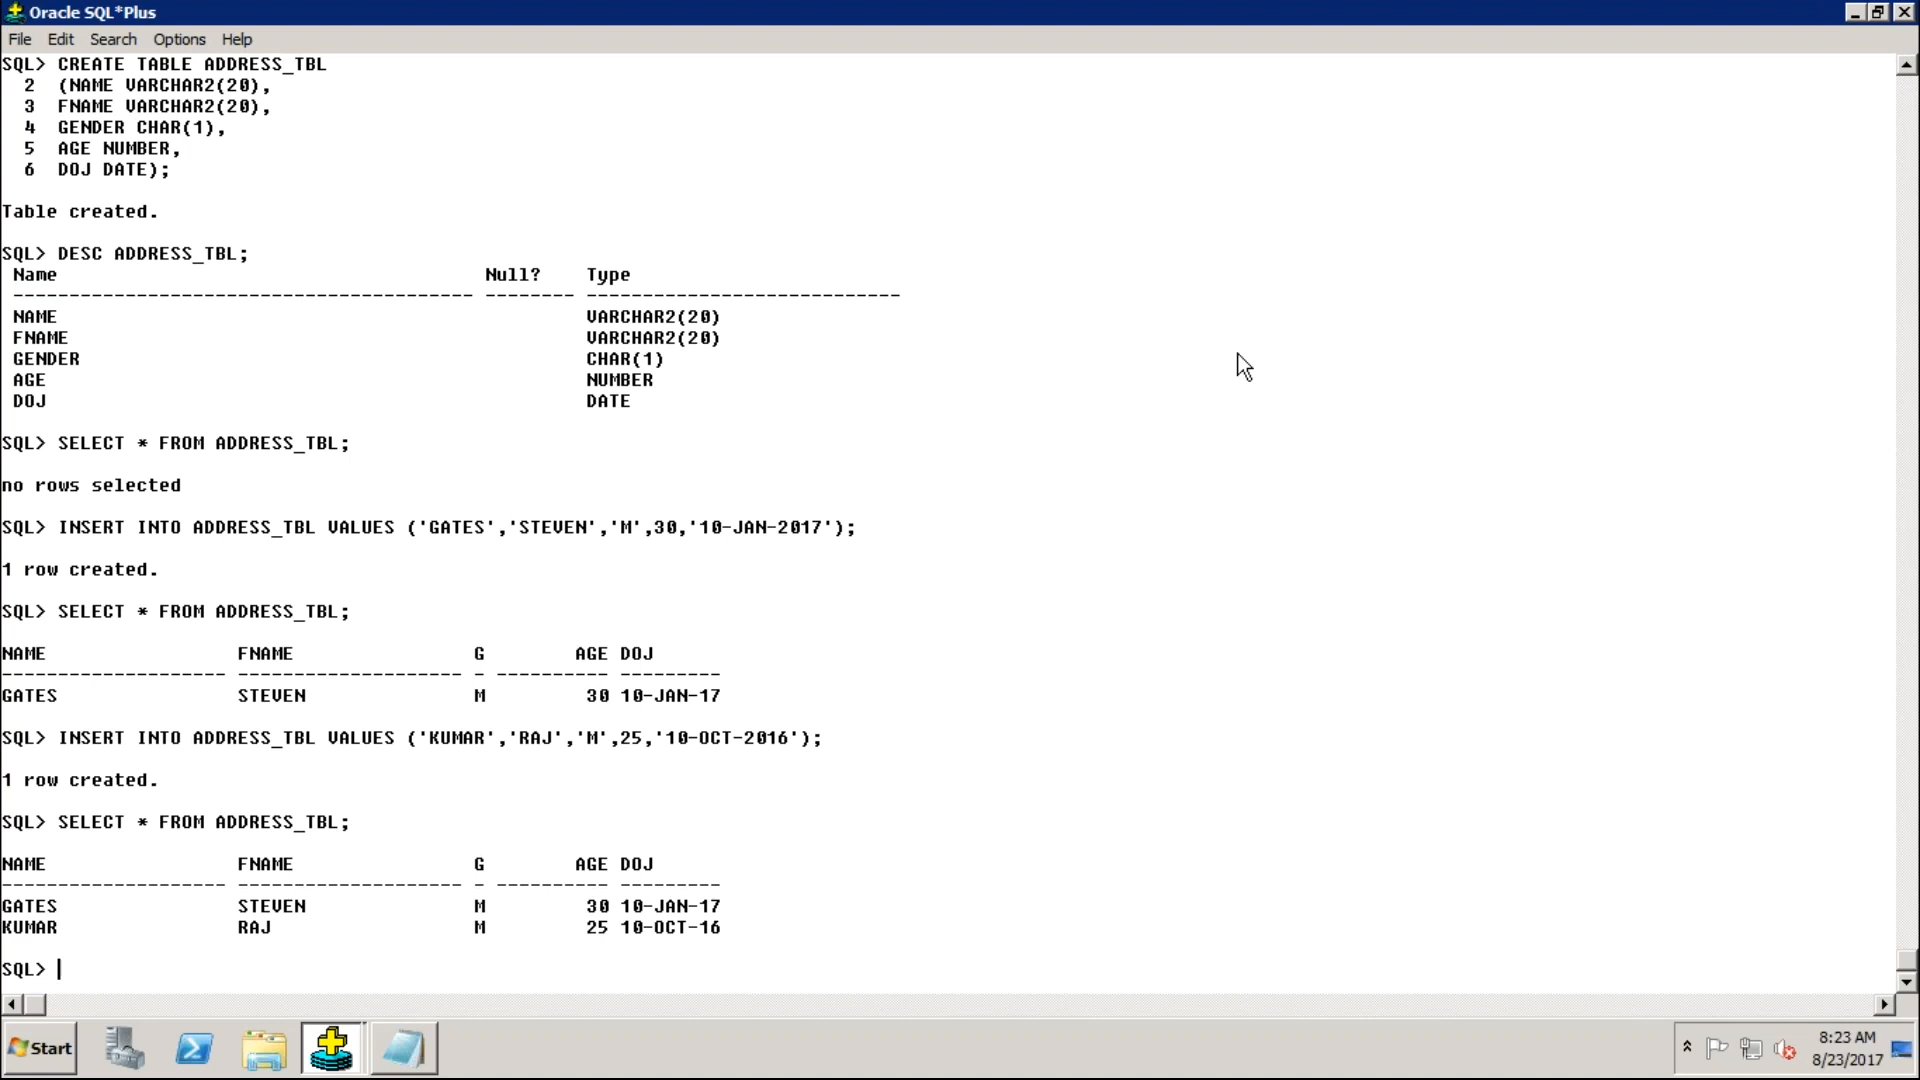 Oracle SQL*Plus
File Edit Search Options Help
SQL> CREATE TABLE ADDRESS_TBL
2 (NAME VARCHAR2(20),
3 FNAME VARCHAR2(20),
4 GENDER CHAR(1),
5 AGE NUMBER,
6 DOJ DATE);
Table created.
SQL> DESC ADDRESS_TBL;
Name Null? Type
----------------------------------------- -------- ----------------------------
NAME VARCHAR2(20)
FNAME VARCHAR2(20)
GENDER CHAR(1)
AGE NUMBER
DOJ DATE
SQL> SELECT * FROM ADDRESS_TBL;
no rows selected
SQL> INSERT INTO ADDRESS_TBL VALUES ('GATES','STEVEN','M',30,'10-JAN-2017');
1 row created.
SQL> SELECT * FROM ADDRESS_TBL;
NAME FNAME G AGE DOJ
-------------------- -------------------- - ---------- ---------
GATES STEVEN M 30 10-JAN-17
SQL> INSERT INTO ADDRESS_TBL VALUES ('KUMAR','RAJ','M',25,'10-OCT-2016');
1 row created.
SQL> SELECT * FROM ADDRESS_TBL;
NAME FNAME G AGE DOJ
-------------------- -------------------- - ---------- ---------
GATES STEVEN M 30 10-JAN-17
KUMAR RAJ M 25 10-OCT-16
SQL>
Start
8:23 AM
8/23/2017